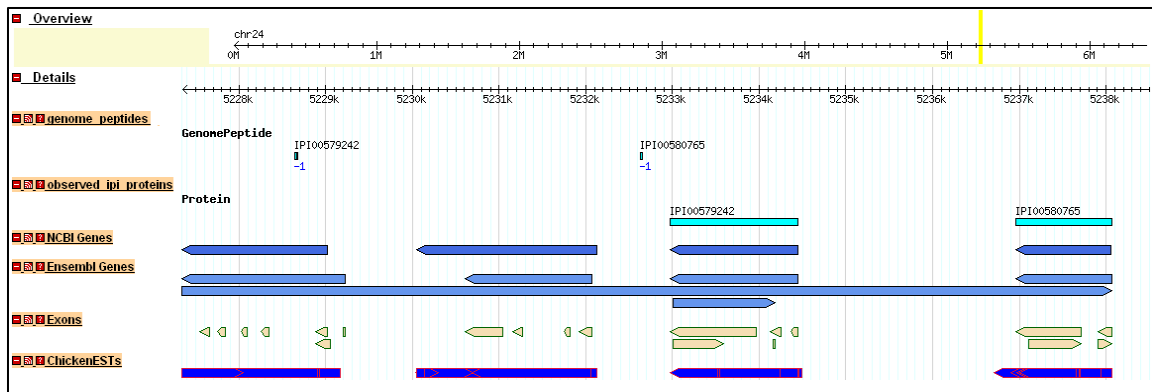 Overview
chr24
0M 1M 2M 3M 4M 5M 6M
Details
5228k 5229k 5230k 5231k 5232k 5233k 5234k 5235k 5236k 5237k 5238k
genome_peptides
GenomePeptide
IPI00579242 IPI00580765
-1 -1
observed_ipi_proteins
Protein
IPI00579242 IPI00580765
NCBI Genes
Ensembl Genes
Exons
ChickenESTs